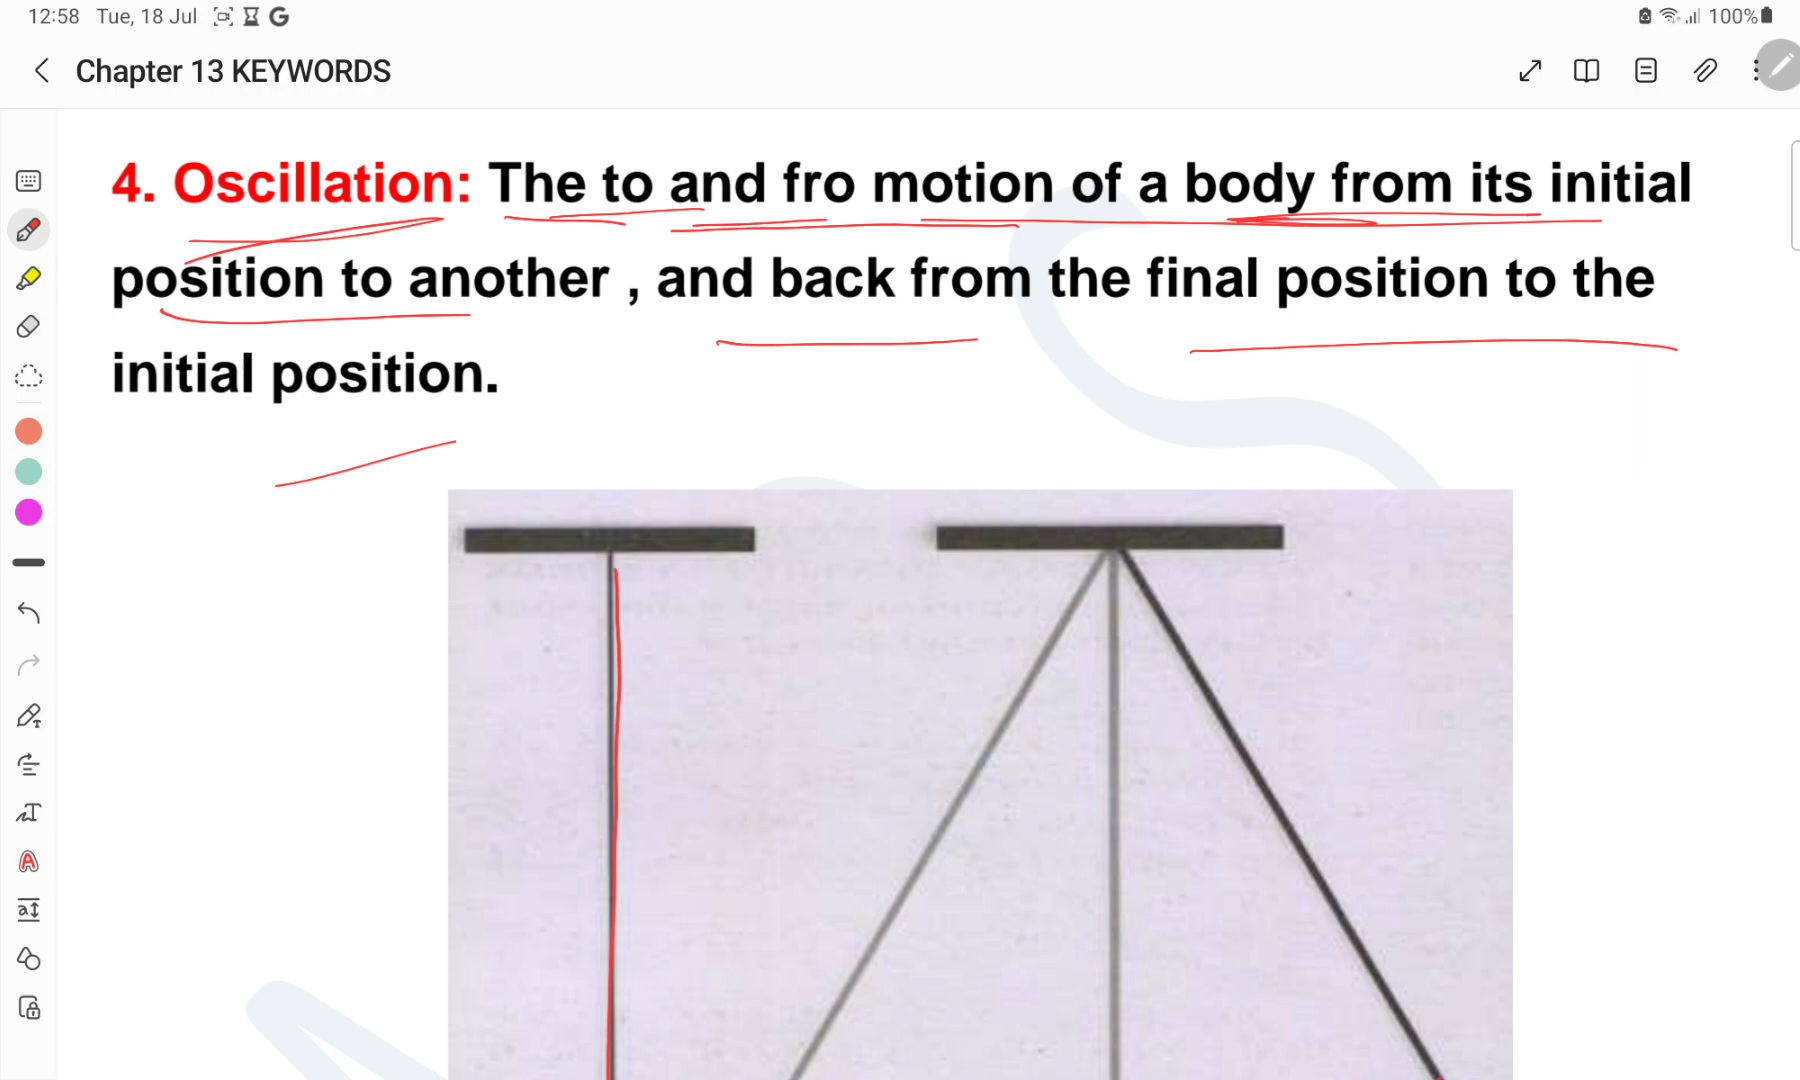 12:58 Tue, 18 Jul G 100%
Chapter 13 KEYWORDS
4. Oscillation: The to and fro motion of a body from its initial
position to another , and back from the final position to the
initial position.